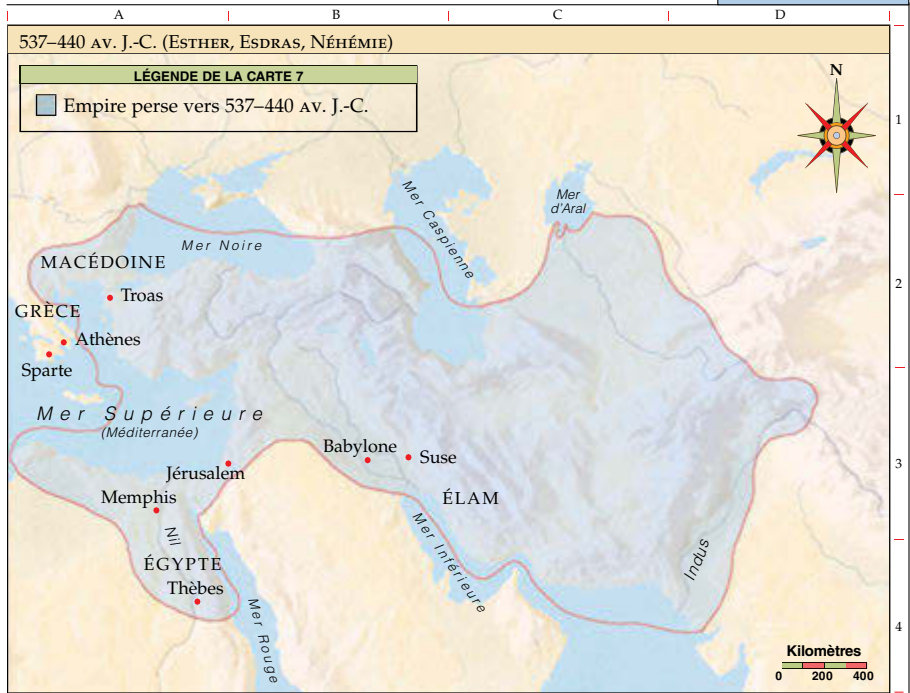 A B C D
537–440 AV. J.-C. (ESTHER, ESDRAS, NÉHÉMIE)
LÉGENDE DE LA CARTE 7
Empire perse vers 537–440 AV. J.-C.
N
1
Mer Caspienne
Mer
d'Aral
Mer Noire
MACÉDOINE
2
Troas
GRÈCE
Athènes
Sparte
Mer Supérieure
(Méditerranée)
Babylone
Suse
3
Jérusalem
Memphis
ÉLAM
Nil
Mer Inférieure
Indus
ÉGYPTE
Thèbes
Mer Rouge
4
Kilomètres
0 200 400